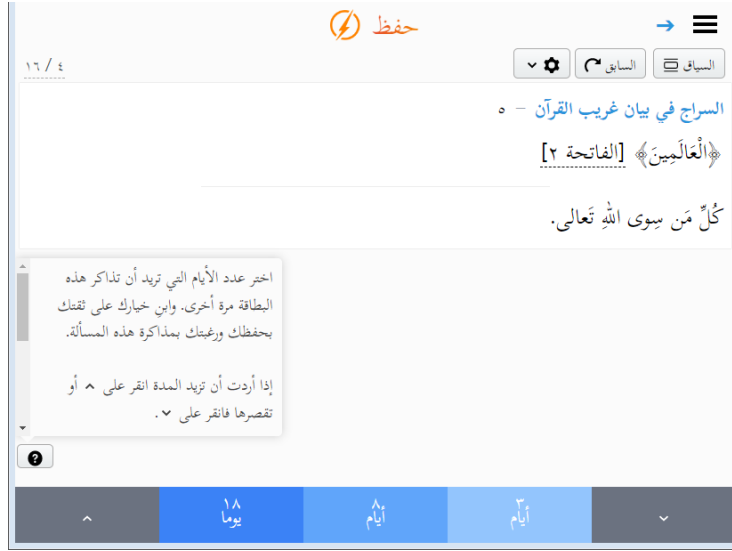 حفظ
السياق
السابق
٤ / ١٦
السراج في بيان غريب القرآن – ٥
﴿الْعَالَمِينَ﴾ [الفاتحة ٢]
كُلِّ مَن سِوى اللهِ تَعالى.
اختر عدد الأيام التي تريد أن تذاكر هذه
البطاقة مرة أخرى. وابنِ خيارك على ثقتك
بحفظك ورغبتك بمذاكرة هذه المسألة.
إذا أردت أن تزيد المدة انقر على ^ أو
تقصرها فانقر على ⌄.
٣
أيام
٨
أيام
١٨
يوما